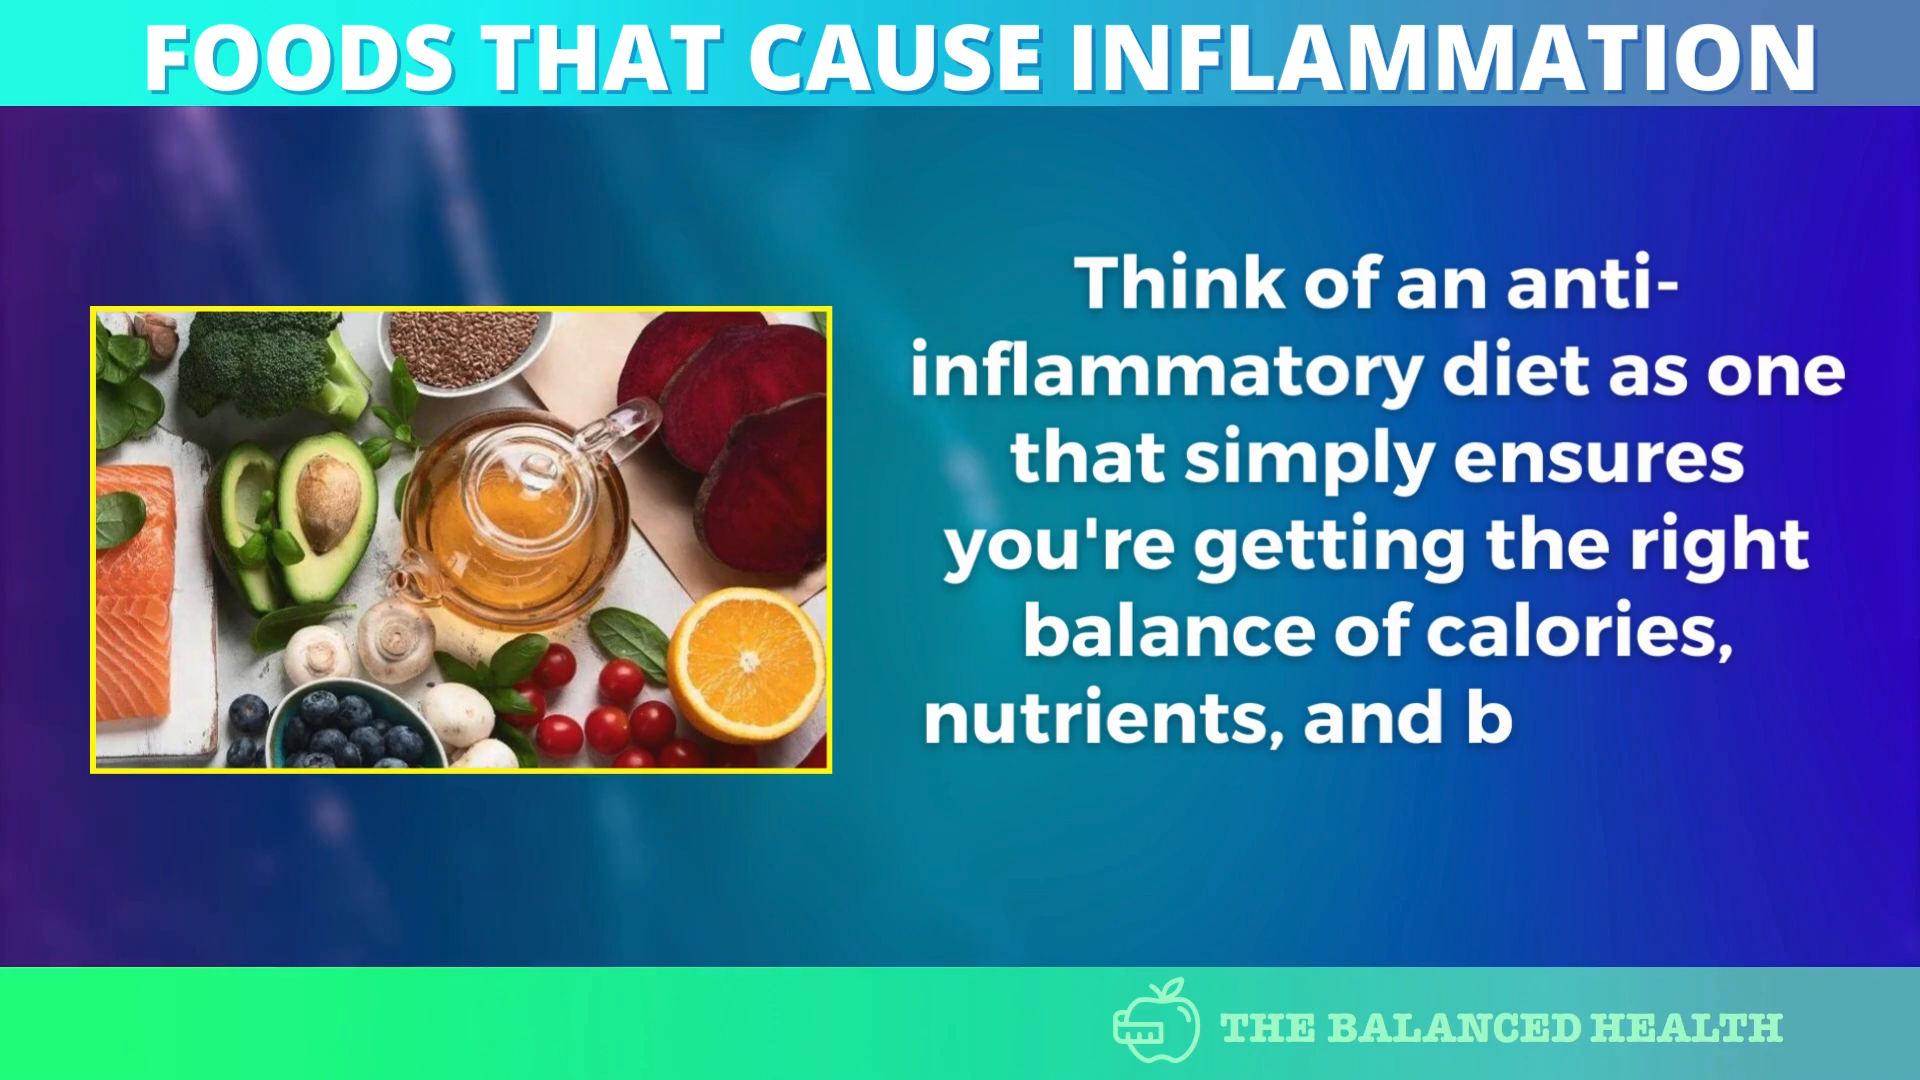 FOODS THAT CAUSE INFLAMMATION
Think of an anti-
inflammatory diet as one
that simply ensures
you're getting the right
balance of calories,
nutrients, and b
THE BALANCED HEALTH